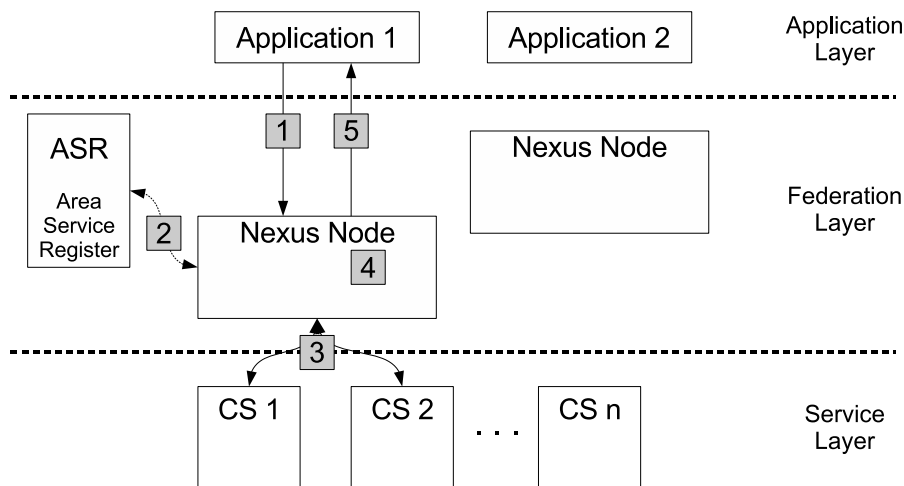 Application 1
Application 2
Application
Layer
1
5
ASR
Area
Service
Register
Nexus Node
Federation
Layer
2
Nexus Node
4
3
CS 1
CS 2
. . .
CS n
Service
Layer